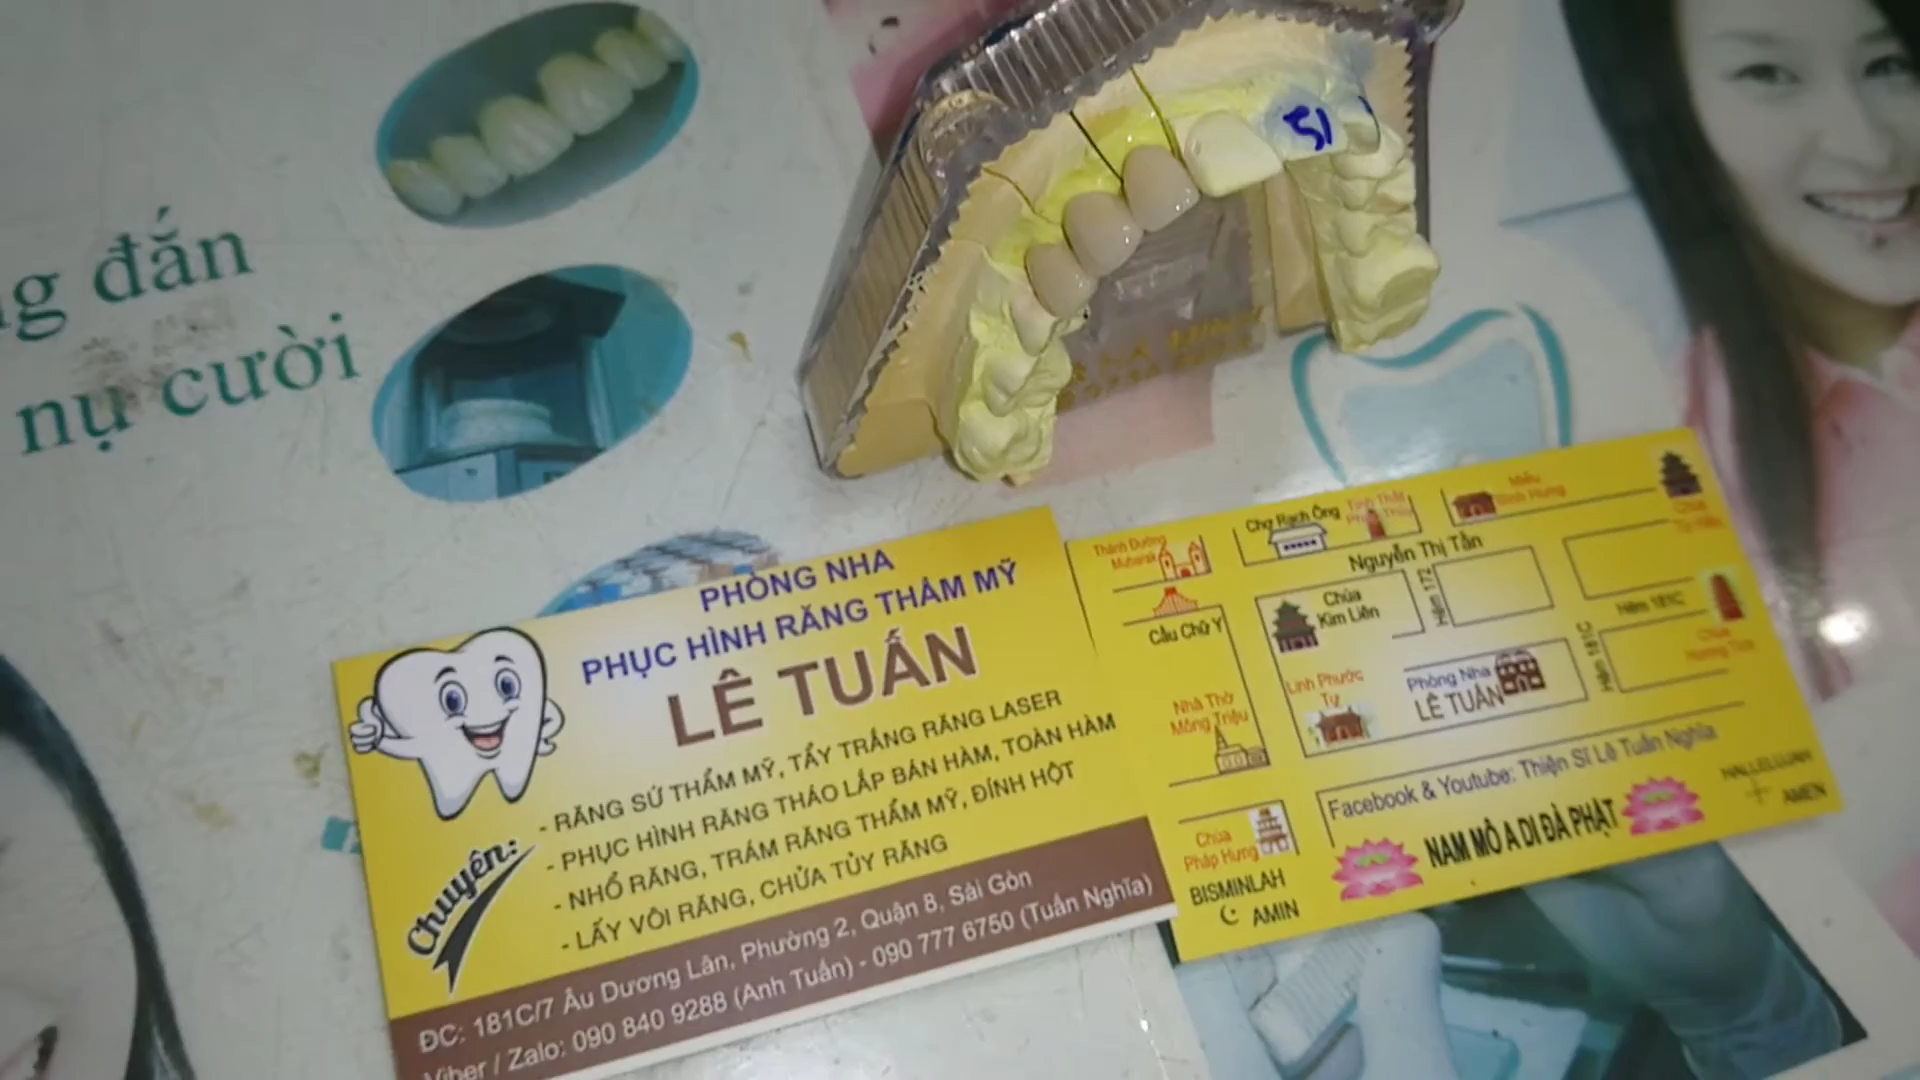 đắn
nụ cười
51
PHÒNG NHA
PHỤC HÌNH RĂNG THẨM MỸ
LÊ TUẤN
Chuyên:
- RĂNG SỨ THẨM MỸ, TẨY TRẮNG RĂNG LASER
- PHỤC HÌNH RĂNG THÁO LẮP BÁN HÀM, TOÀN HÀM
- NHỔ RĂNG, TRÁM RĂNG THẨM MỸ, ĐÍNH HỘT
- LẤY VÔI RĂNG, CHỬA TỦY RĂNG
ĐC: 181C/7 Âu Dương Lân, Phường 2, Quận 8, Sài Gòn
Viber / Zalo: 090 840 9288 (Anh Tuấn) - 090 777 6750 (Tuấn Nghĩa)
Thánh Đường
Mubarak
Chợ Rạch Ông
Nguyễn Thị Tần
Cầu Chữ Y
Chùa
Kim Liên
Hẻm 172
Hẻm 181C
Hẻm 181C
Nhà Thờ
Mông Triệu
Linh Phước
Tự
Phòng Nha
LÊ TUẤN
Chùa
Pháp Hưng
Facebook & Youtube: Thiện Sĩ Lê Tuấn Nghĩa
NAM MÔ A DI ĐÀ PHẬT
HALLELUJAH
AMEN
BISMINLAH
AMIN